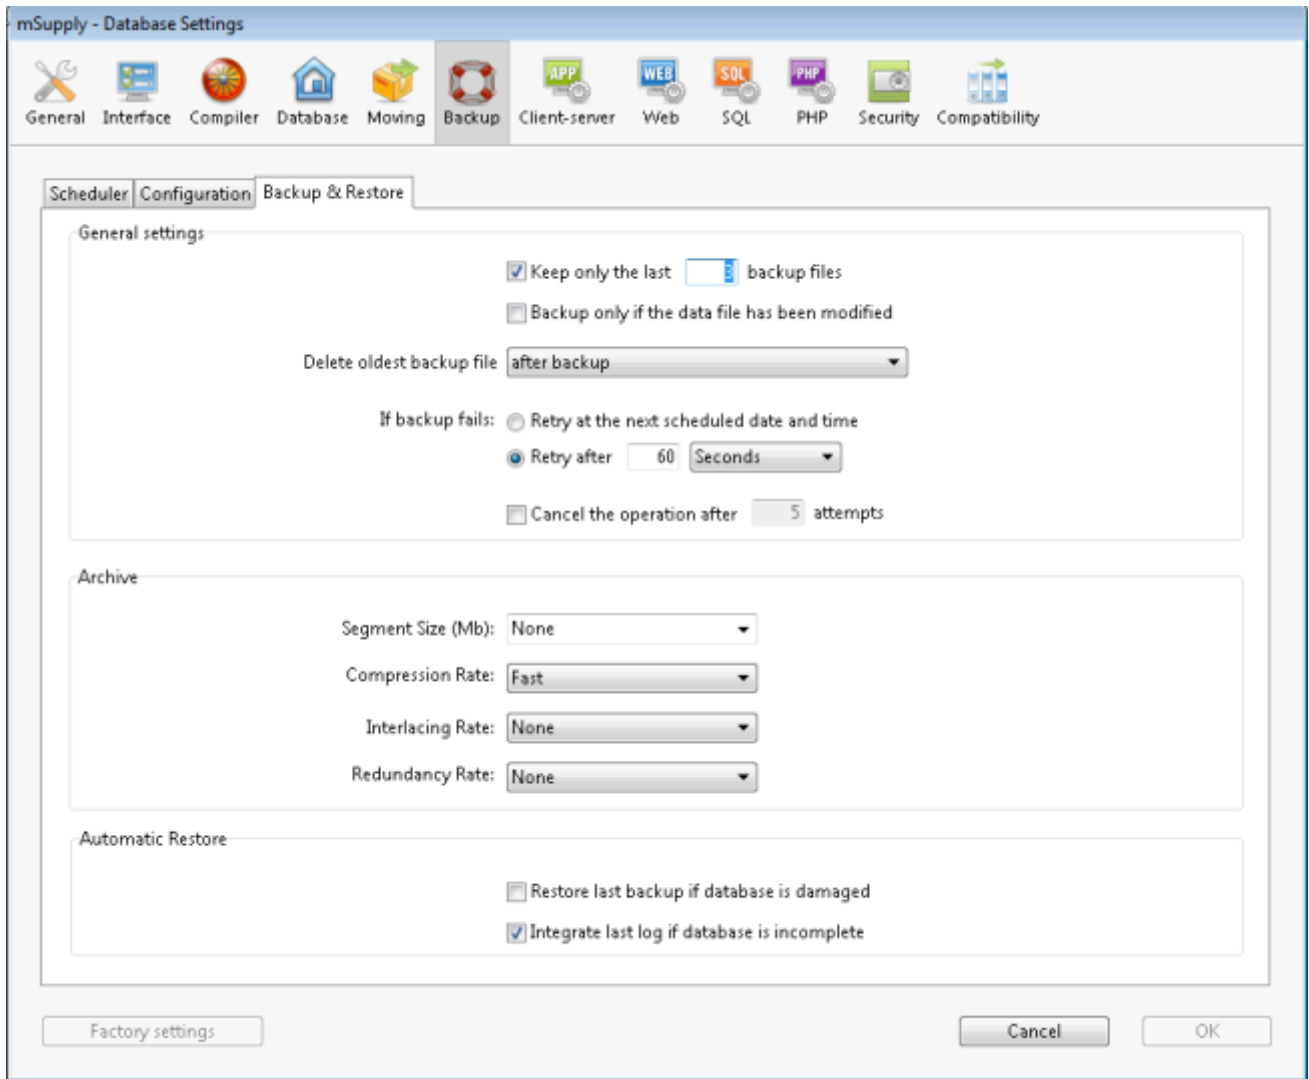 mSupply - Database Settings
APP WEB SQL PHP
General Interface Compiler Database Moving Backup Client-server Web SQL PHP Security Compatibility
Scheduler Configuration Backup & Restore
General settings
Keep only the last 3 backup files
Backup only if the data file has been modified
Delete oldest backup file after backup
If backup fails: Retry at the next scheduled date and time
Retry after 60 Seconds
Cancel the operation after 5 attempts
Archive
Segment Size (Mb): None
Compression Rate: Fast
Interlacing Rate: None
Redundancy Rate: None
Automatic Restore
Restore last backup if database is damaged
Integrate last log if database is incomplete
Factory settings Cancel OK